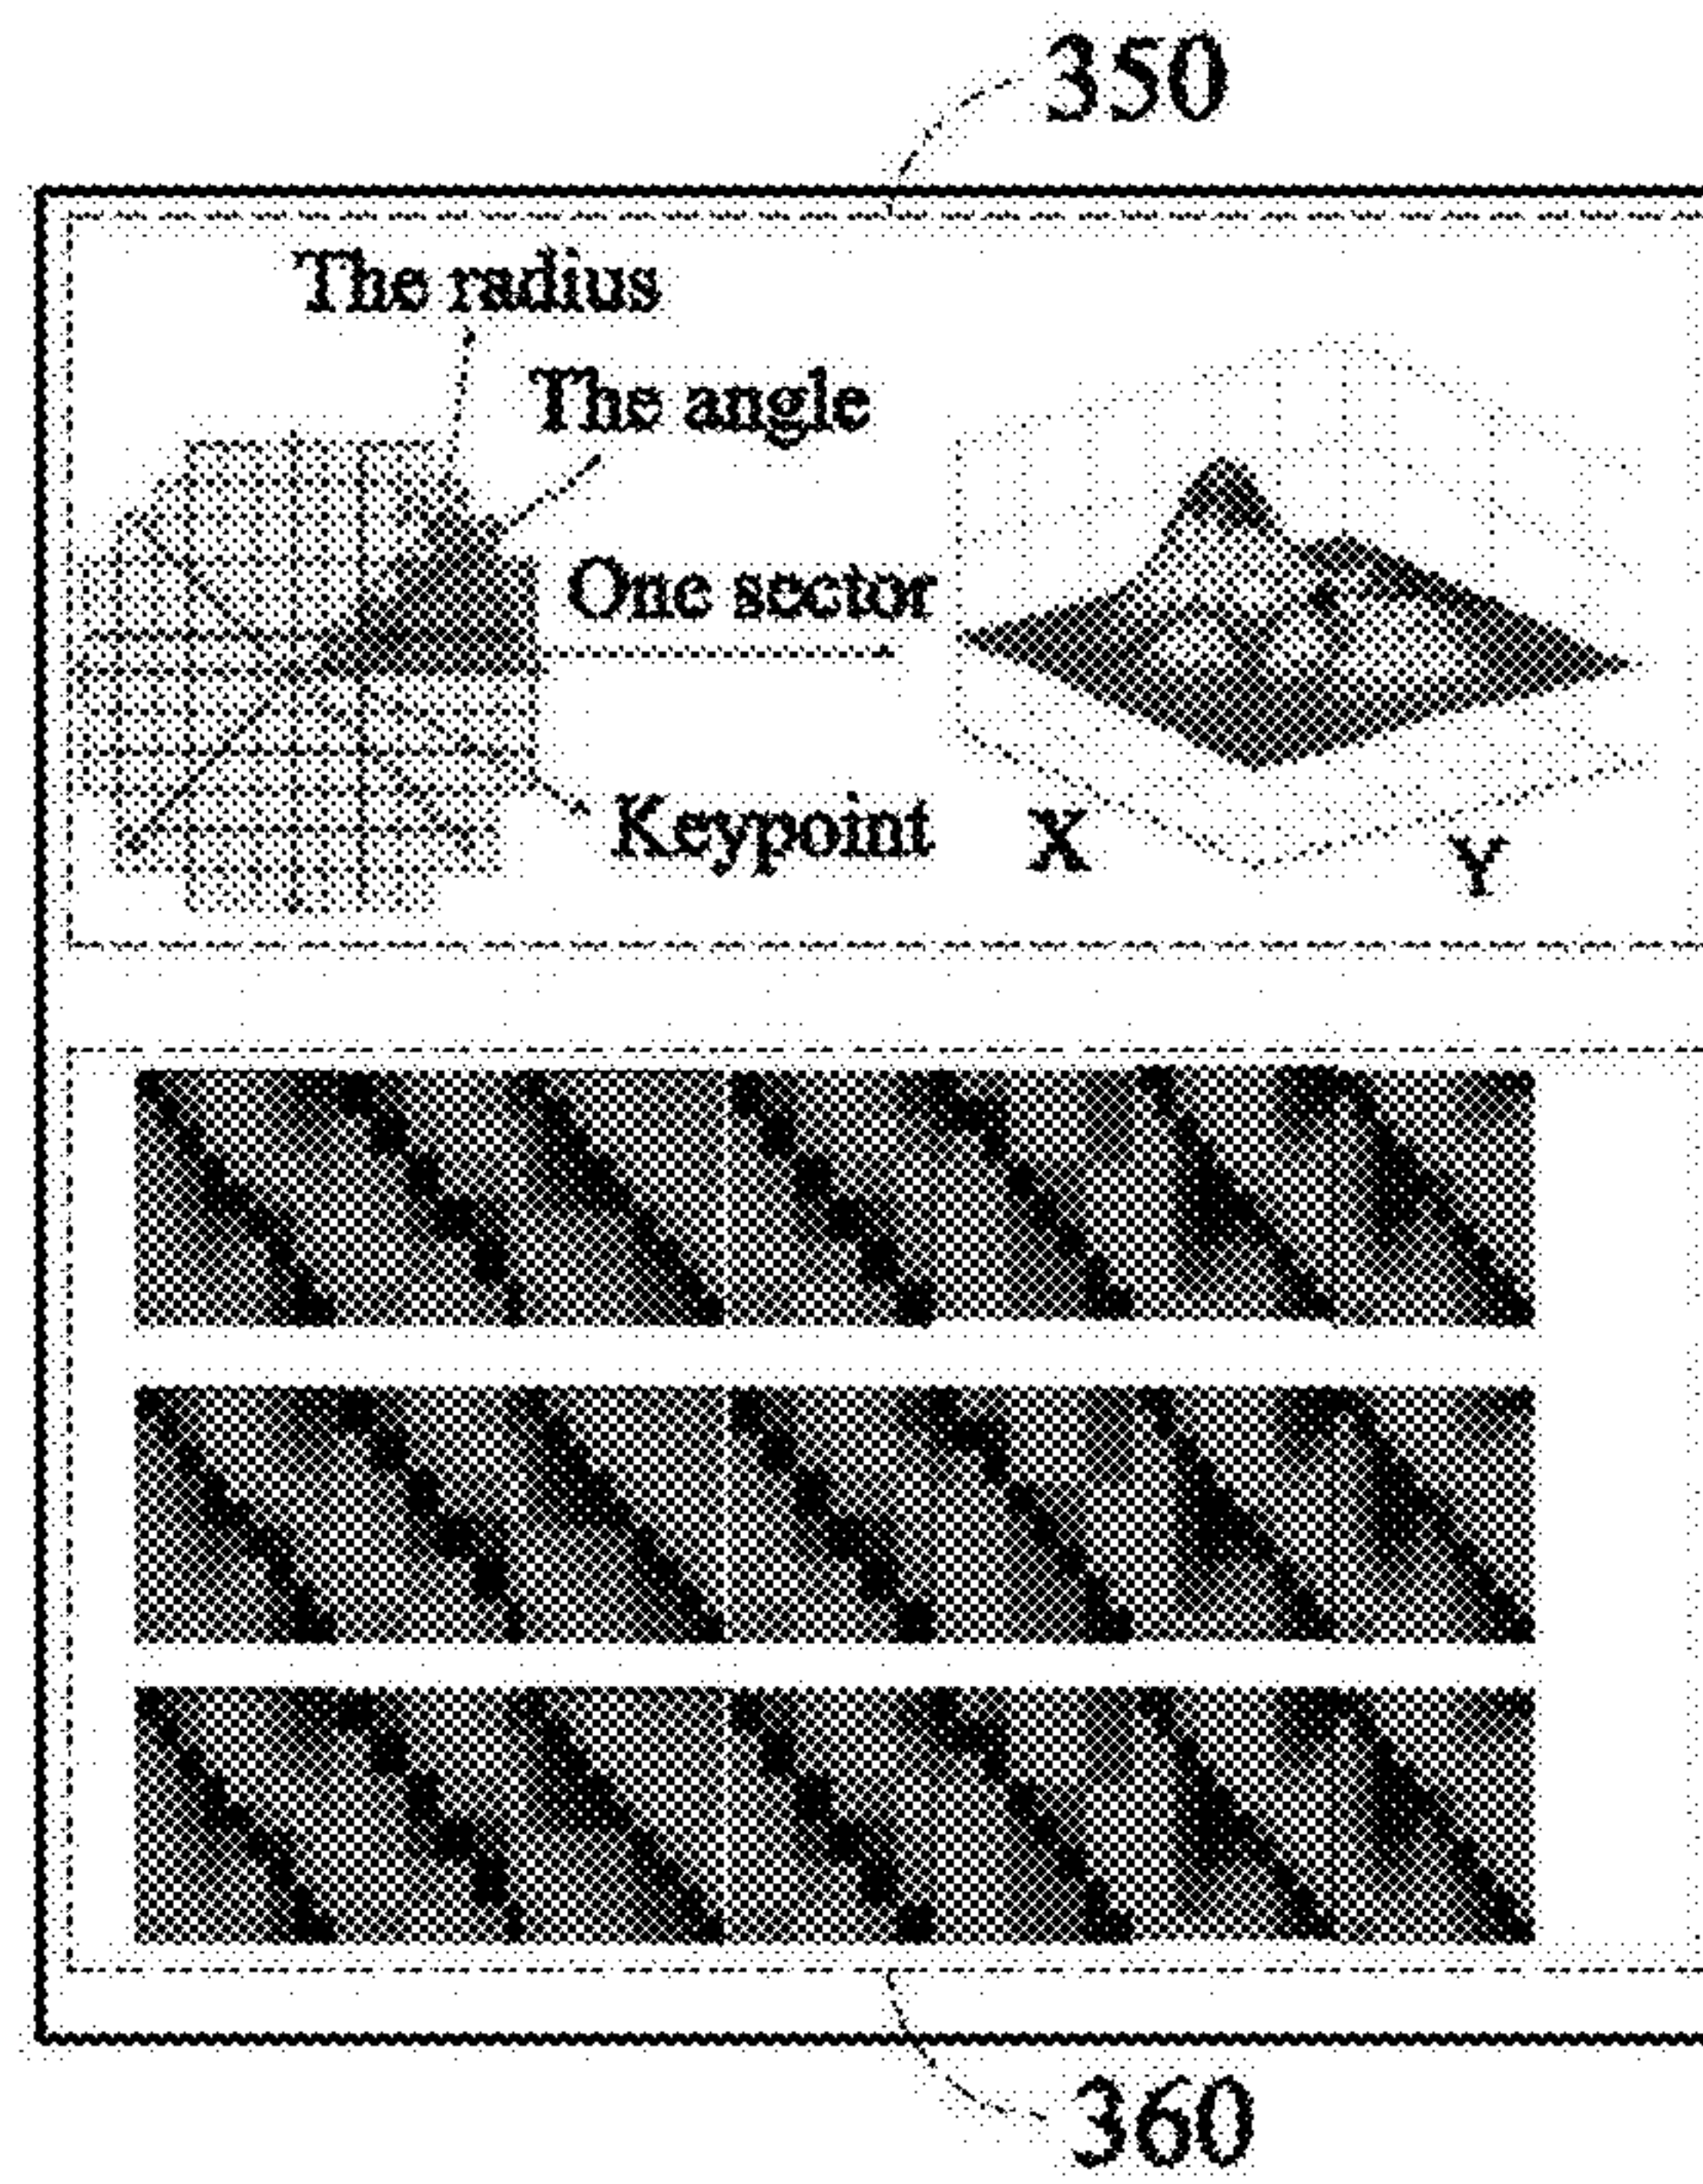 350
The radius
The angle
One sector
Keypoint
X
Y
360